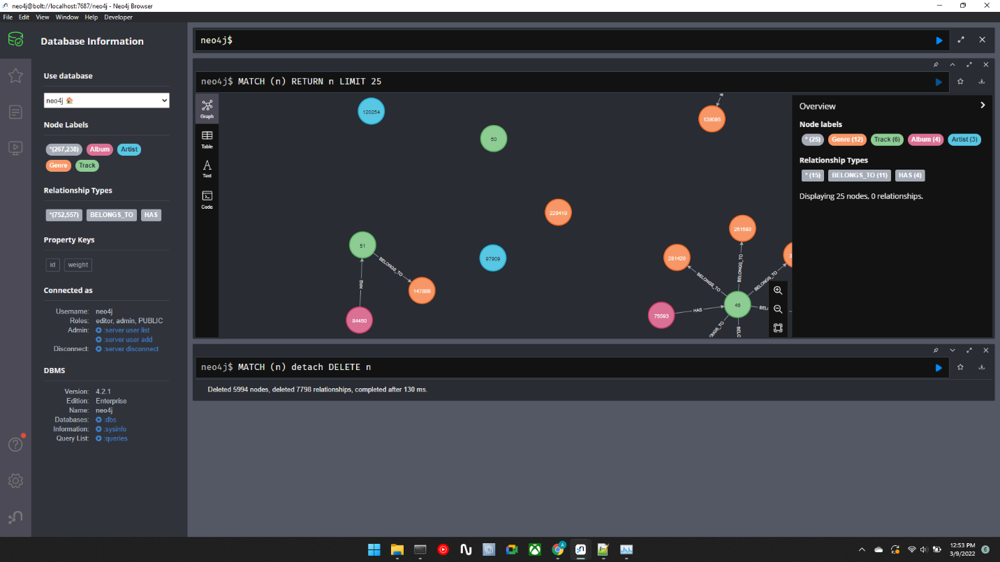 neo4j@bolt://localhost:7687/neo4j - Neo4j Browser
File Edit View Window Help Developer
Database Information
Use database
neo4j
Node Labels
*(267,238) Album Artist
Genre Track
Relationship Types
*(752,557) BELONGS_TO HAS
Property Keys
id weight
Connected as
Username: neo4j
Roles: editor, admin, PUBLIC
Admin: :server user list
:server user add
Disconnect: :server disconnect
DBMS
Version: 4.2.1
Edition: Enterprise
Name: neo4j
Databases: :dbs
Information: :sysinfo
Query List: :queries
neo4j$
neo4j$ MATCH (n) RETURN n LIMIT 25
Graph
Table
Text
Code
120254
50
139095
228419
51
BELONGS_TO
HAS
147886
84460
97909
251593
281429
BELONGS_TO
BELONGS_TO
BELONGS_TO
46
75593
HAS
Overview
Node labels
* (25) Genre (12) Track (6) Album (4) Artist (3)
Relationship Types
* (15) BELONGS_TO (11) HAS (4)
Displaying 25 nodes, 0 relationships.
neo4j$ MATCH (n) detach DELETE n
Deleted 5994 nodes, deleted 7798 relationships, completed after 130 ms.
A
12:53 PM
3/9/2022
6